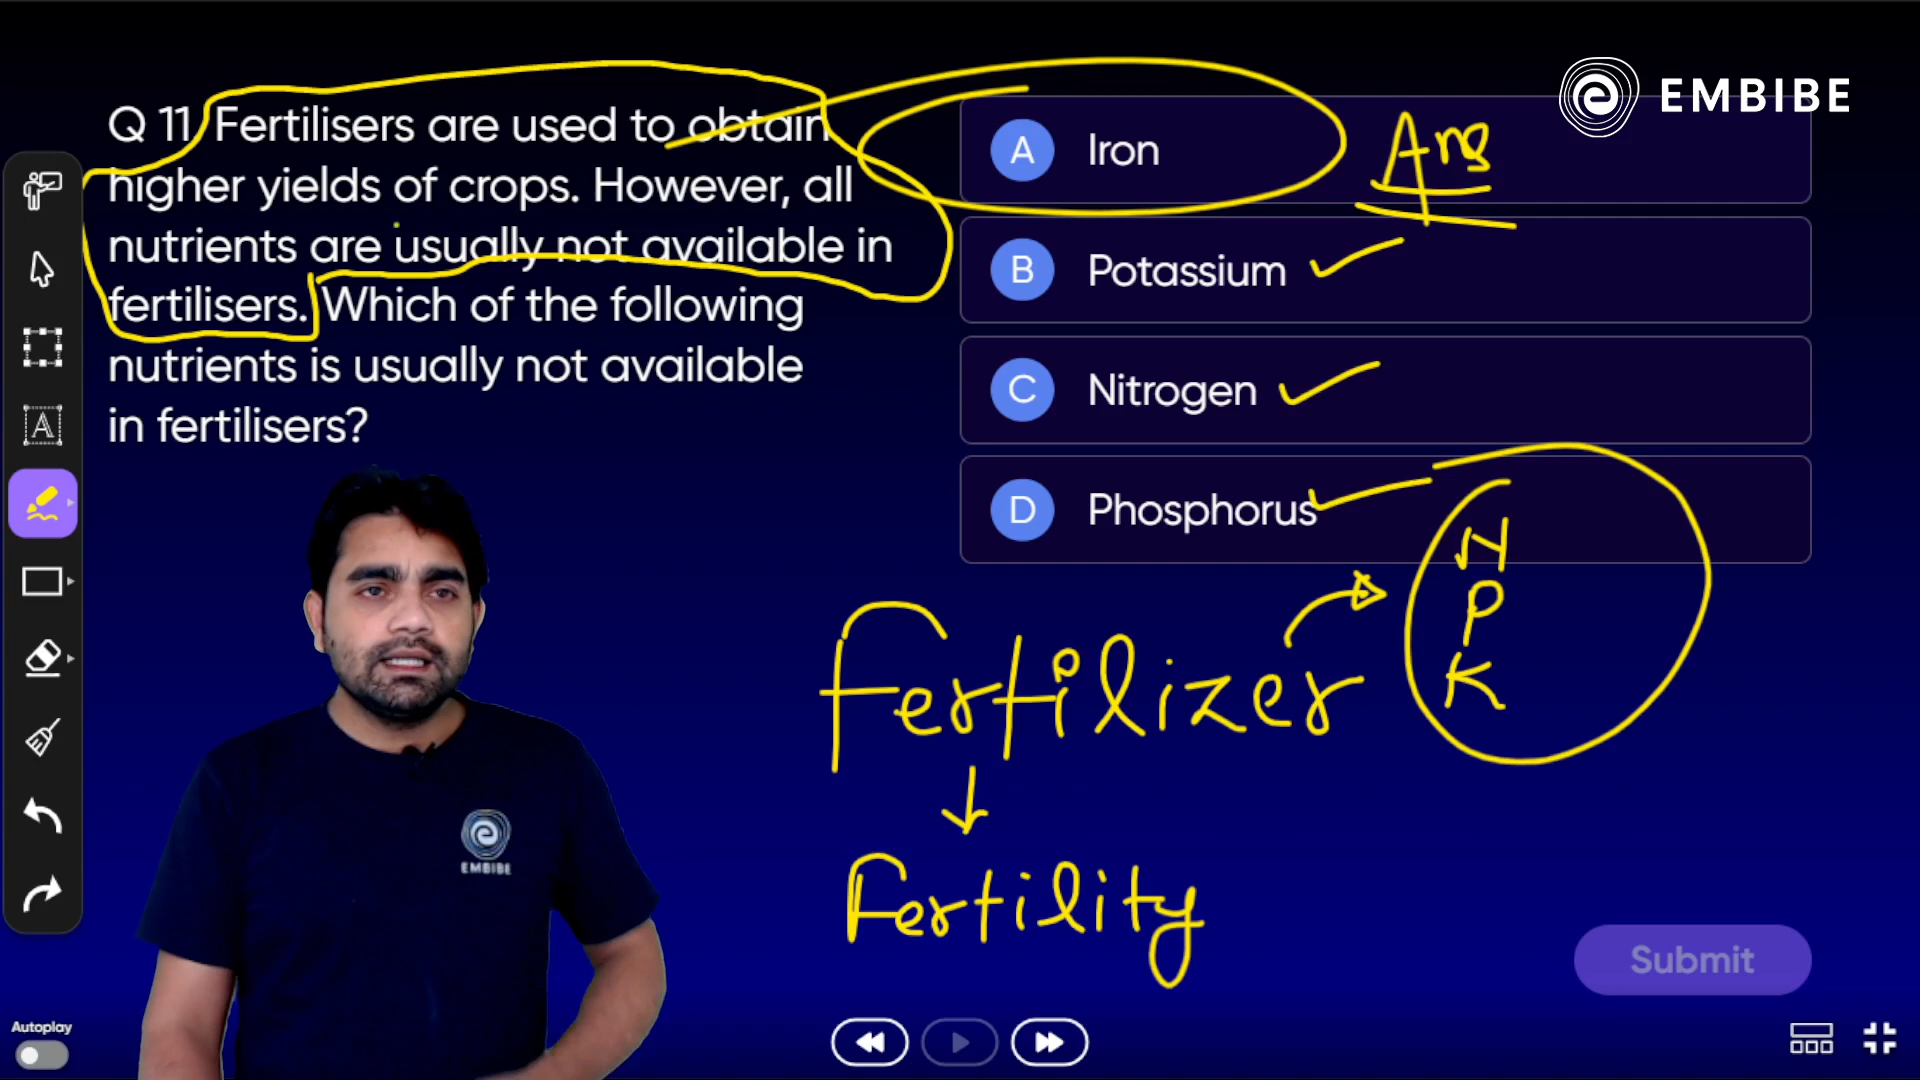 EMBIBE
Q 11. Fertilisers are used to obtain
higher yields of crops. However, all
nutrients are usually not available in
fertilisers. Which of the following
nutrients is usually not available
in fertilisers?
A Iron
Ans
B Potassium
C Nitrogen
D Phosphorus
N
P
K
fertilizer
Fertility
EMBIBE
A
Submit
Autoplay